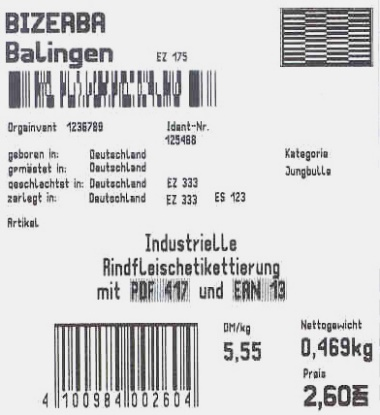 BIZERBA
Balingen EZ 175
Orgainvent 1236789 Ident-Nr.
125488
geboren in: Deutschland Kategorie
gemästet in: Deutschland Jungbulle
geschlachtet in: Deutschland EZ 333
zerlegt in: Deutschland EZ 333 ES 123
Artikel
Industrielle
Rindfleischetikettierung
mit PDF 417 und EAN 13
DM/kg Nettogewicht
5,55 0,469kg
Preis
2,60
4 100984 002604